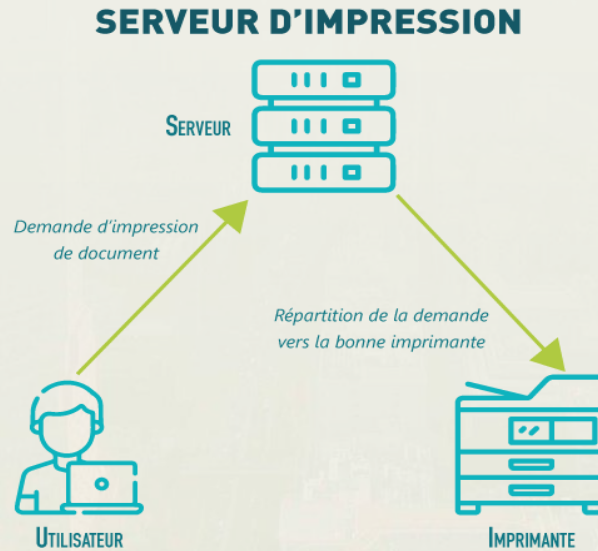 SERVEUR D'IMPRESSION
SERVEUR
Demande d'impression
de document
Répartition de la demande
vers la bonne imprimante
UTILISATEUR
IMPRIMANTE